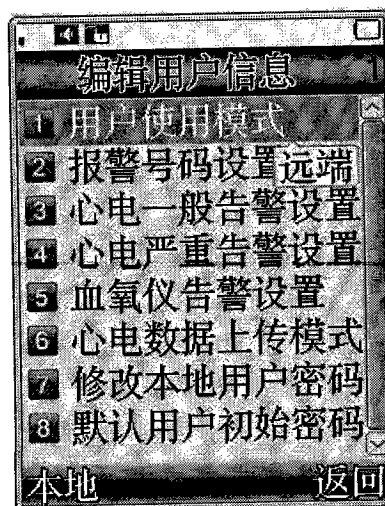 编辑用户信息 1
1 用户使用模式
2 报警号码设置 远端
3 心电一般告警设置
4 心电严重告警设置
5 血氧仪告警设置
6 心电数据上传模式
7 修改本地用户密码
8 默认用户初始密码
本地 返回